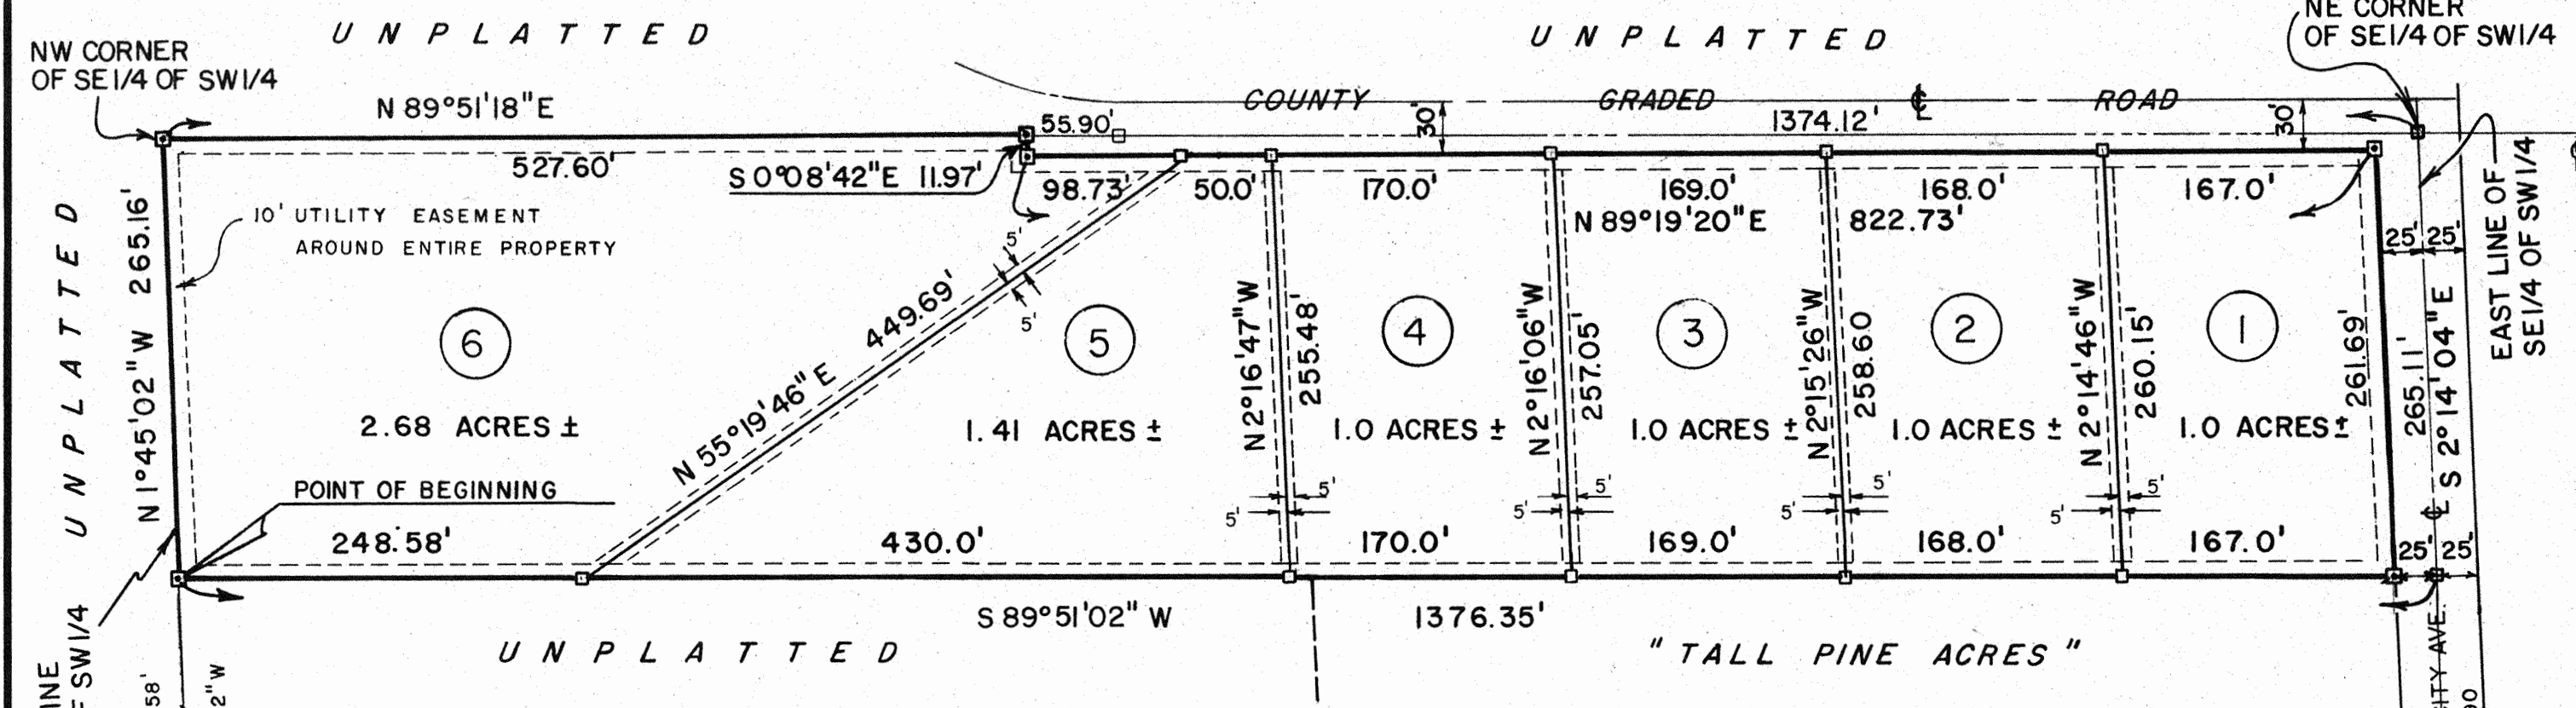 UNPLATTED
UNPLATTED
NE CORNER
OF SE1/4 OF SW1/4
NW CORNER
OF SE1/4 OF SW1/4
N 89°51'18"E
COUNTY GRADED ℄ ROAD
55.90'
30'
1374.12'
30'
527.60'
S 0°08'42"E 11.97'
98.73'
50.0'
170.0'
169.0'
168.0'
167.0'
N 89°19'20"E 822.73'
10' UTILITY EASEMENT
AROUND ENTIRE PROPERTY
UNPLATTED
N 1°45'02"W 265.16'
5'
5'
25' 25'
EAST LINE OF
SE1/4 OF SW1/4
449.69'
N 55°19'46"E
6
2.68 ACRES ±
5
1.41 ACRES ±
N 2°16'47"W
255.48'
4
1.0 ACRES ±
N 2°16'06"W
257.05'
3
1.0 ACRES ±
N 2°15'26"W
258.60
2
1.0 ACRES ±
N 2°14'46"W
260.15'
1
1.0 ACRES ±
261.69'
265.11'
℄ S 2°14'04"E
POINT OF BEGINNING
5'
5'
5'
5'
5'
5'
5'
5'
248.58'
430.0'
170.0'
169.0'
168.0'
167.0'
25' 25'
S 89°51'02" W
1376.35'
UNPLATTED
"TALL PINE ACRES"
INE
F SW1/4
58'
2"W
ITY AVE.